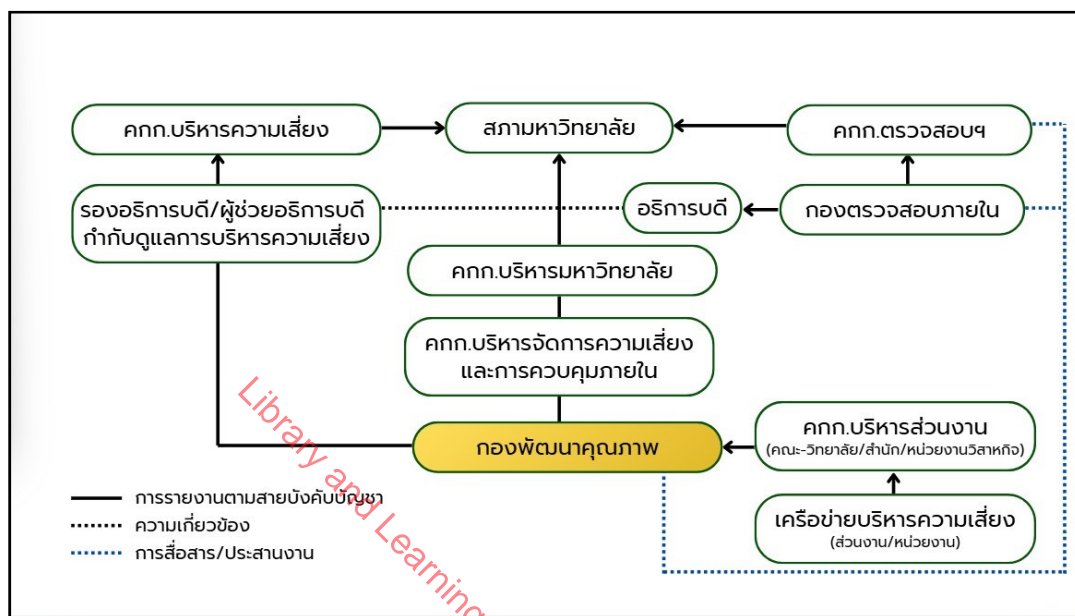 คกก.บริหารความเสี่ยง
สภามหาวิทยาลัย
คกก.ตรวจสอบฯ
รองอธิการบดี/ผู้ช่วยอธิการบดี
กำกับดูแลการบริหารความเสี่ยง
อธิการบดี
กองตรวจสอบภายใน
คกก.บริหารมหาวิทยาลัย
คกก.บริหารจัดการความเสี่ยง
และการควบคุมภายใน
กองพัฒนาคุณภาพ
คกก.บริหารส่วนงาน
(คณะ-วิทยาลัย/สำนัก/หน่วยงานวิสาหกิจ)
เครือข่ายบริหารความเสี่ยง
(ส่วนงาน/หน่วยงาน)
การรายงานตามสายบังคับบัญชา
ความเกี่ยวข้อง
การสื่อสาร/ประสานงาน
Library and Learning